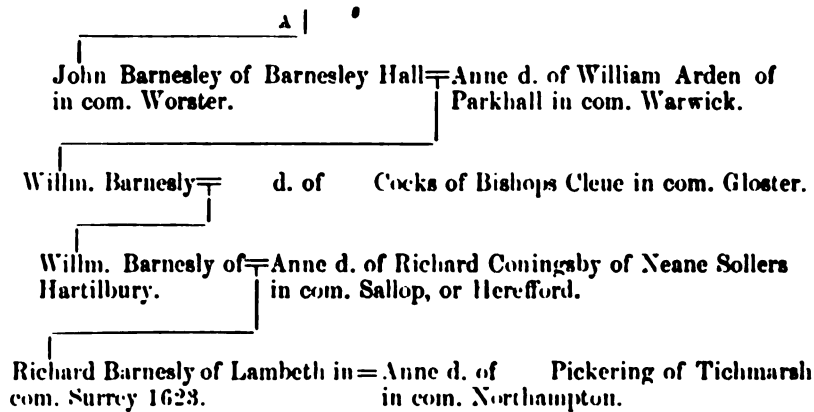 A
John Barnesley of Barnesley Hall=Anne d. of William Arden of
in com. Worster. Parkhall in com. Warwick.
Willm. Barnesly= d. of Cocks of Bishops Cleue in com. Gloster.
Willm. Barnesly of=Anne d. of Richard Coningsby of Neane Sollers
Hartilbury. in com. Sallop, or Herefford.
Richard Barnesly of Lambeth in=Anne d. of Pickering of Tichmarsh
com. Surrey 1623. in com. Northampton.